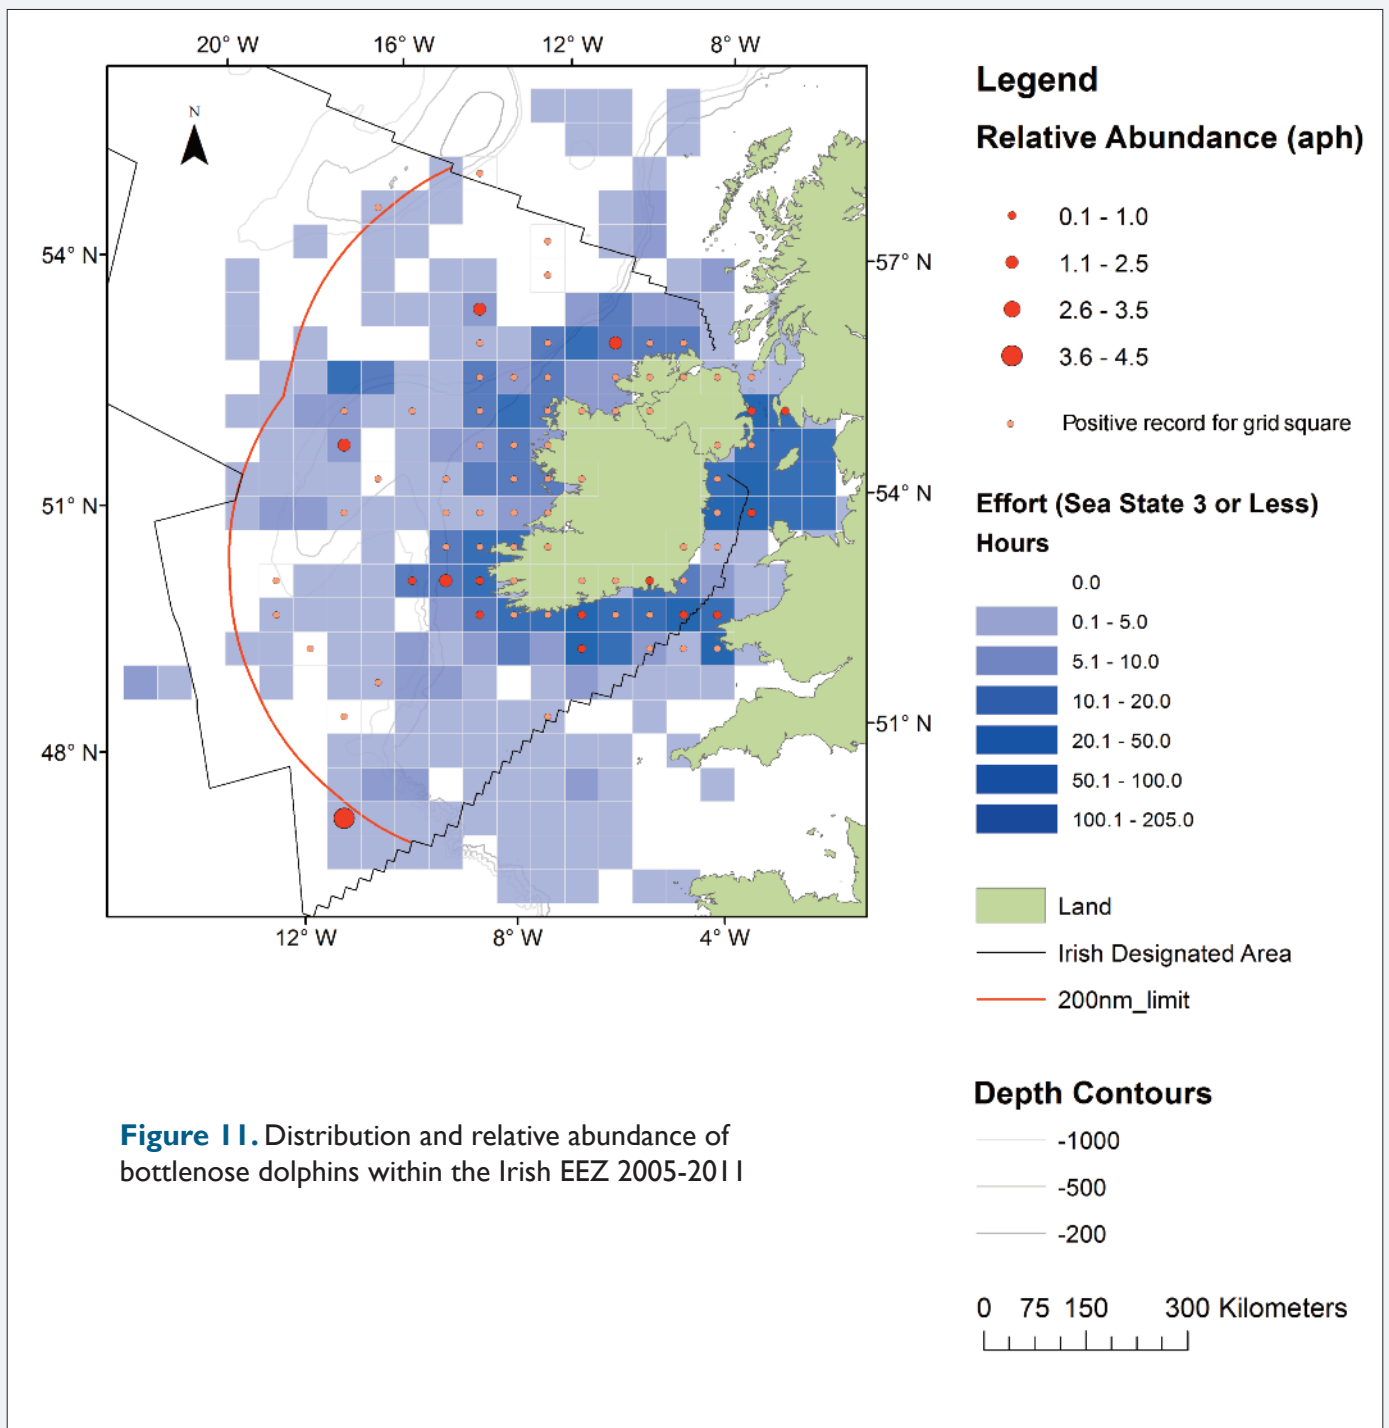 20° W
16° W
12° W
8° W
N
54° N
51° N
48° N
57° N
54° N
51° N
12° W
8° W
4° W
Legend
Relative Abundance (aph)
0.1 - 1.0
1.1 - 2.5
2.6 - 3.5
3.6 - 4.5
Positive record for grid square
Effort (Sea State 3 or Less)
Hours
0.0
0.1 - 5.0
5.1 - 10.0
10.1 - 20.0
20.1 - 50.0
50.1 - 100.0
100.1 - 205.0
Land
Irish Designated Area
200nm_limit
Depth Contours
-1000
-500
-200
0 75 150 300 Kilometers
Figure 11. Distribution and relative abundance of
bottlenose dolphins within the Irish EEZ 2005-2011